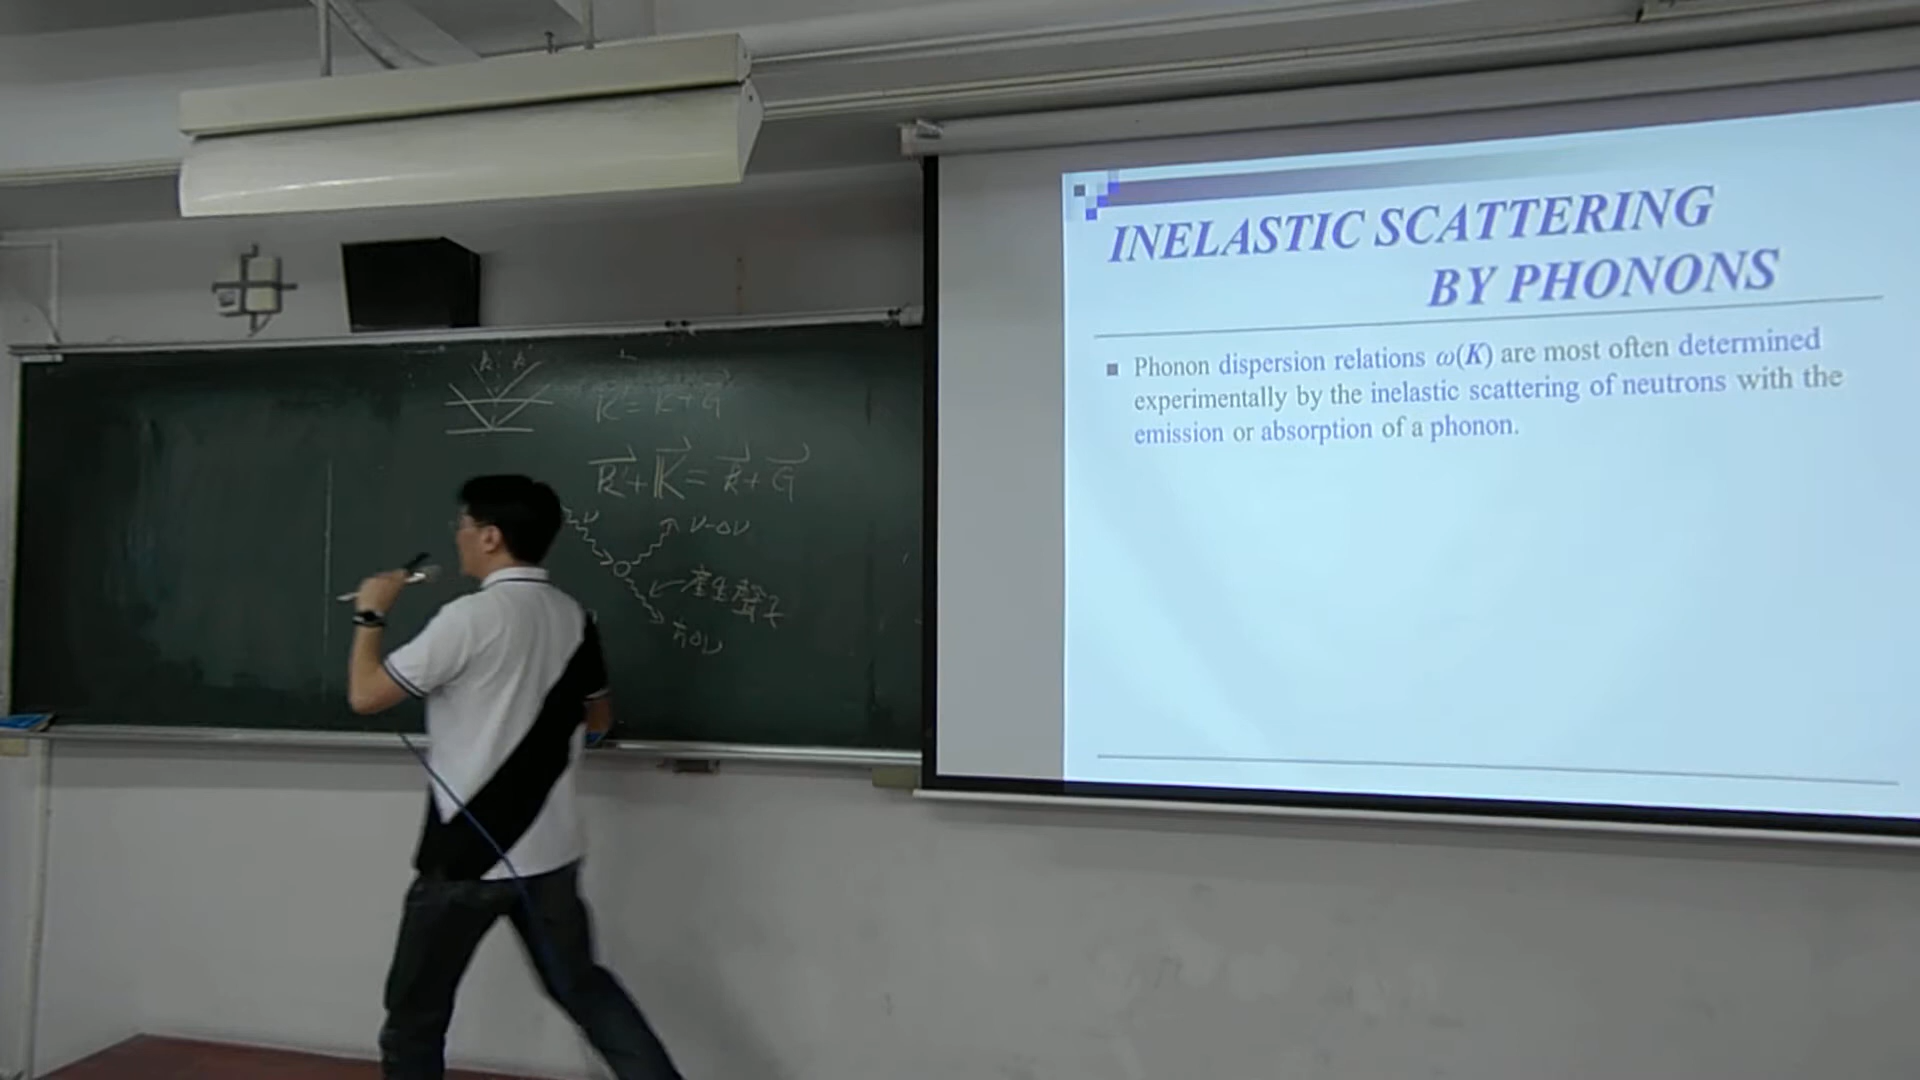 k k'
k' = k + G
k' + K = k + G
ν
ν-Δν
產生聲子
ħΔν
INELASTIC SCATTERING
BY PHONONS
Phonon dispersion relations ω(K) are most often determined
experimentally by the inelastic scattering of neutrons with the
emission or absorption of a phonon.